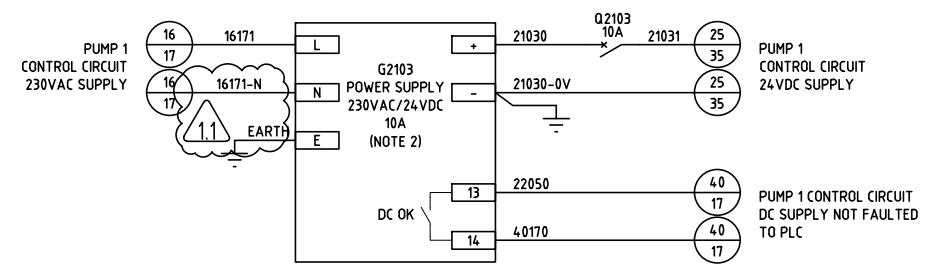 16
17
16171
L
PUMP 1
CONTROL CIRCUIT
230VAC SUPPLY
16
17
16171-N
N
1.1
EARTH
E
G2103
POWER SUPPLY
230VAC/24VDC
10A
(NOTE 2)
+
21030
Q2103
10A
21031
25
35
PUMP 1
CONTROL CIRCUIT
24VDC SUPPLY
-
21030-0V
25
35
DC OK
13
22050
40
17
14
40170
40
17
PUMP 1 CONTROL CIRCUIT
DC SUPPLY NOT FAULTED
TO PLC